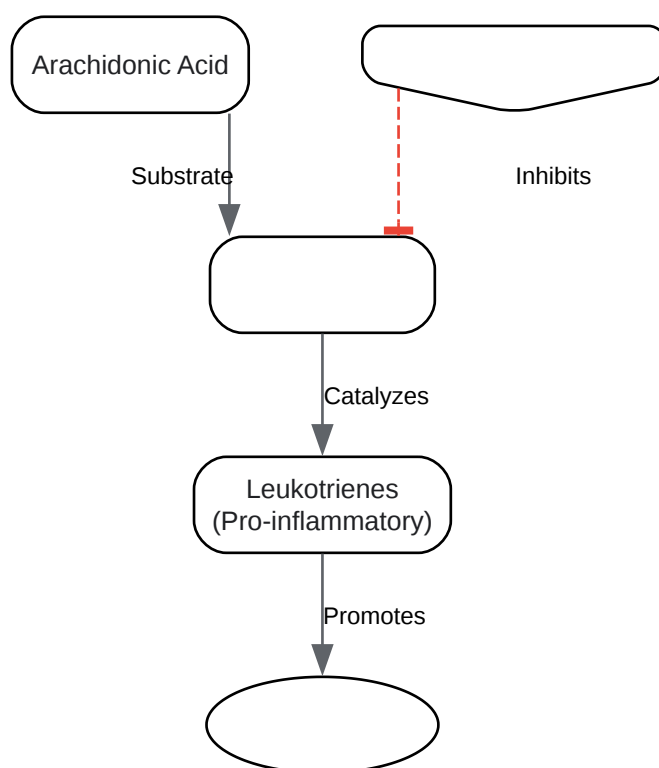 Arachidonic Acid
Substrate
Inhibits
Catalyzes
Leukotrienes
(Pro-inflammatory)
Promotes